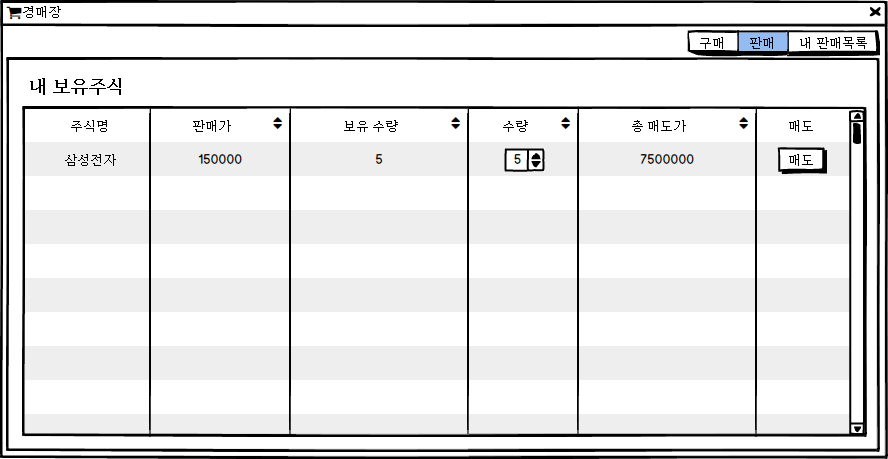 경매장
구매 판매 내 판매목록
내 보유주식
주식명 판매가 보유 수량 수량 총 매도가 매도
삼성전자 150000 5 5 7500000 매도